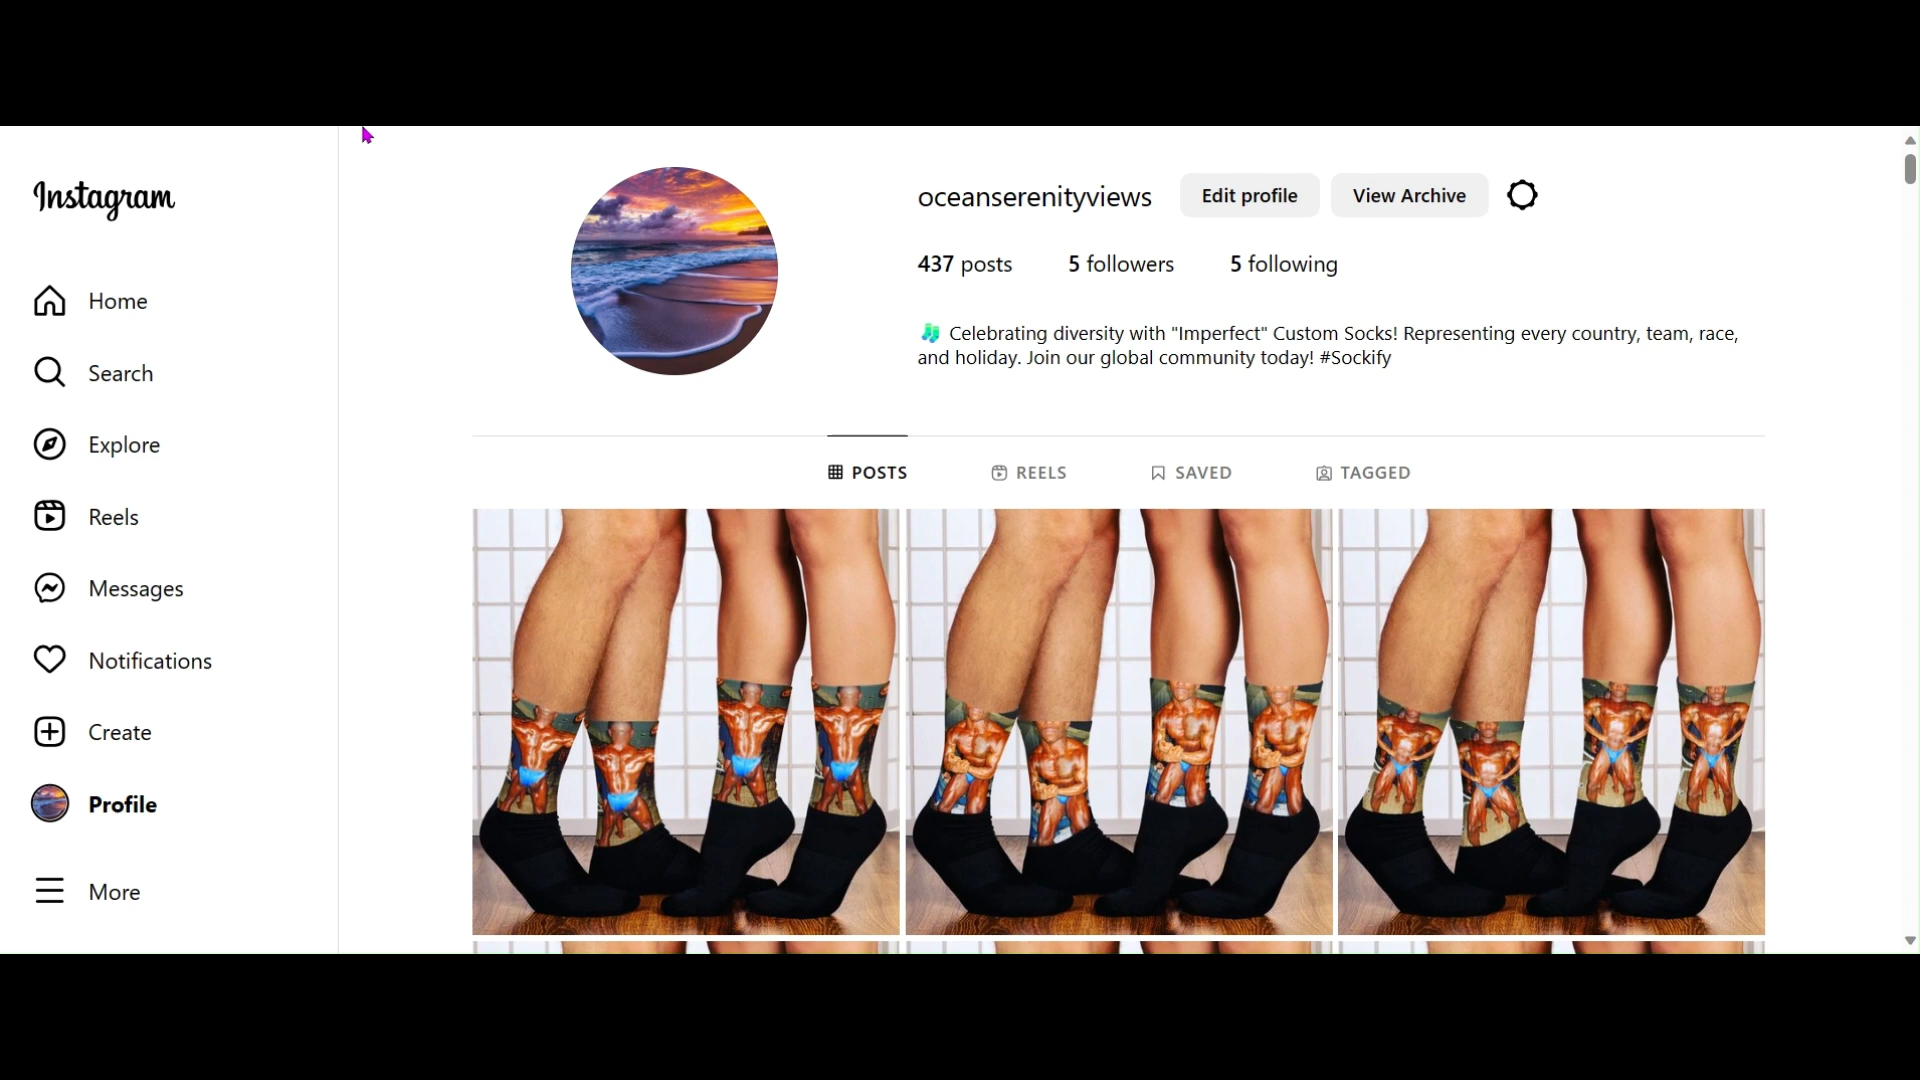 Instagram
Home
Search
Explore
Reels
Messages
Notifications
Create
Profile
More
oceanserenityviews Edit profile View Archive
437 posts 5 followers 5 following
🧦 Celebrating diversity with "Imperfect" Custom Socks! Representing every country, team, race,
and holiday. Join our global community today! #Sockify
POSTS REELS SAVED TAGGED